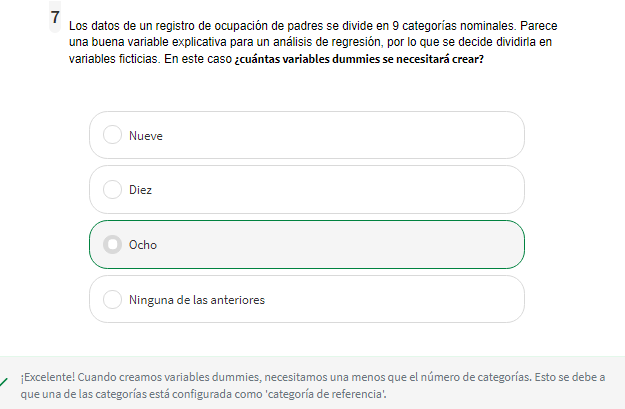 7
Los datos de un registro de ocupación de padres se divide en 9 categorías nominales. Parece
una buena variable explicativa para un análisis de regresión, por lo que se decide dividirla en
variables ficticias. En este caso ¿cuántas variables dummies se necesitará crear?
Nueve
Diez
Ocho
Ninguna de las anteriores
¡Excelente! Cuando creamos variables dummies, necesitamos una menos que el número de categorías. Esto se debe a
que una de las categorías está configurada como 'categoría de referencia'.